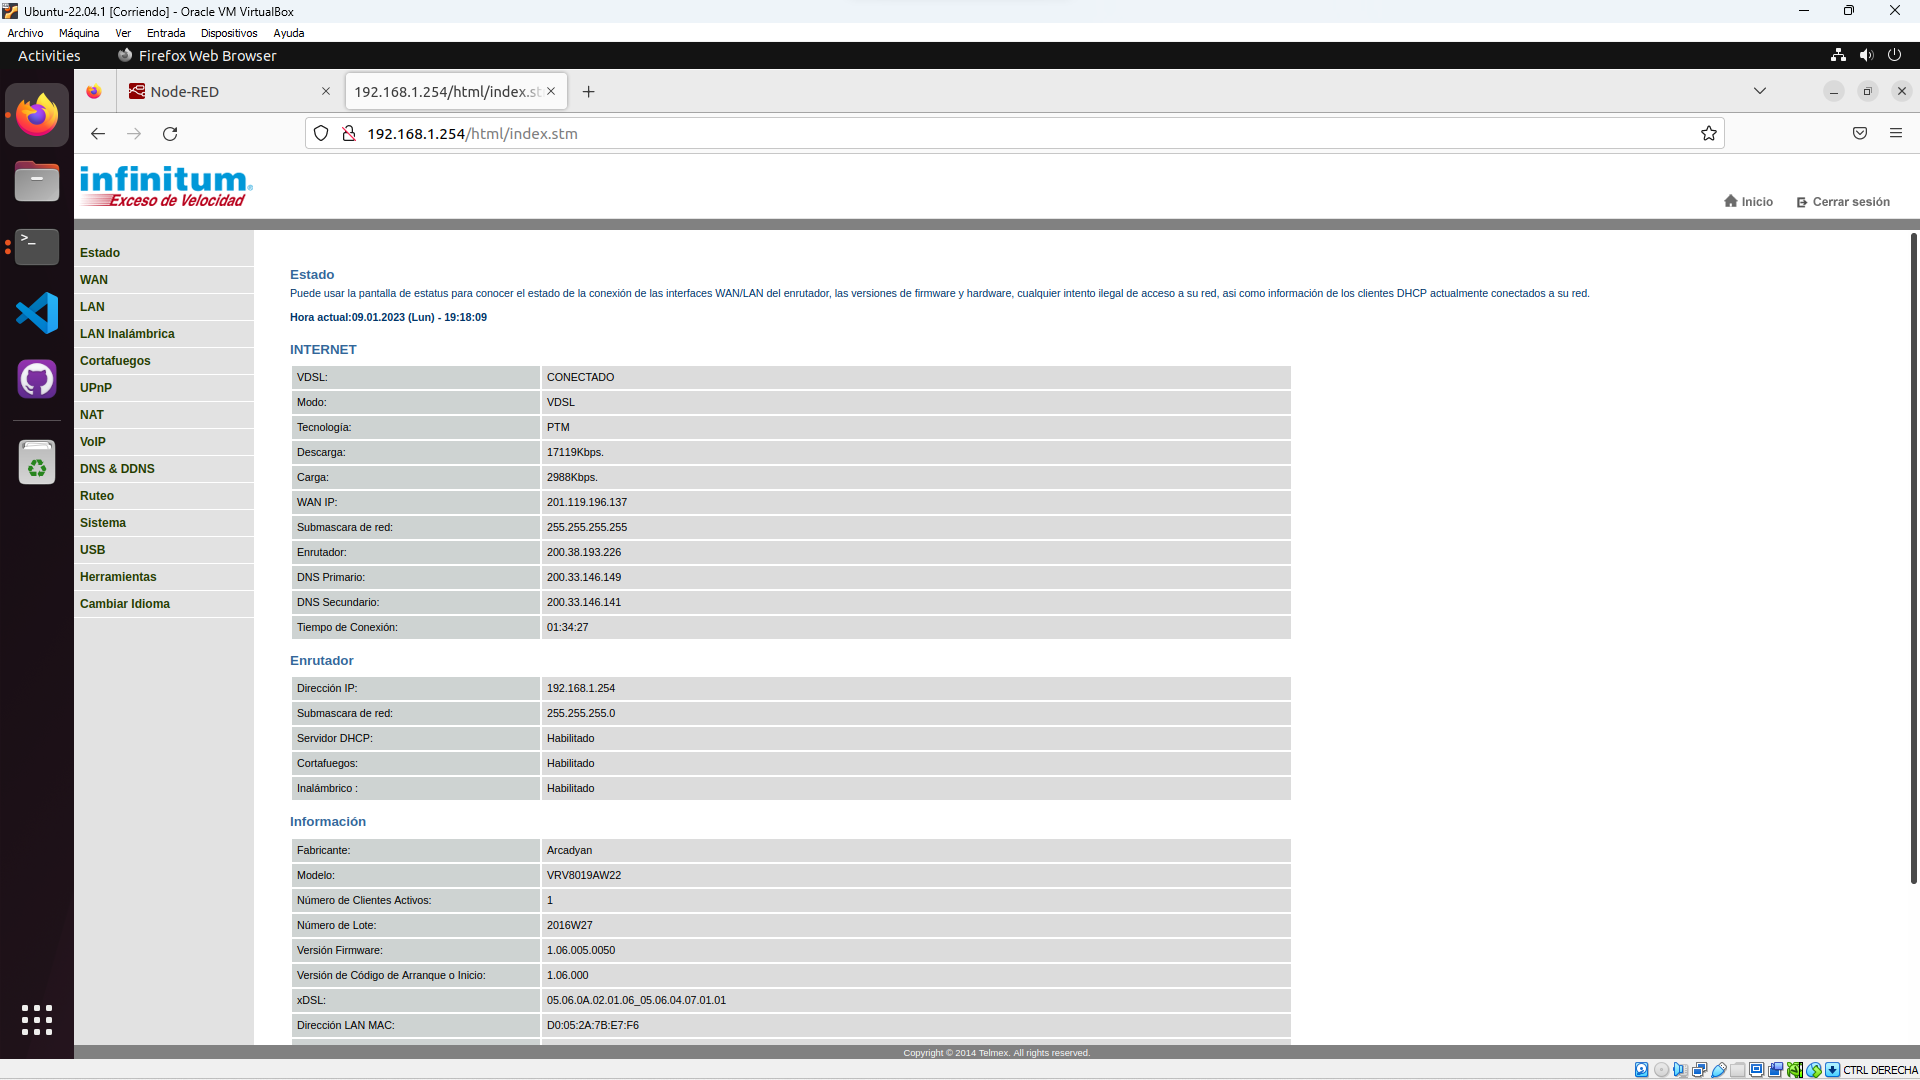 Ubuntu-22.04.1 [Corriendo] - Oracle VM VirtualBox
Archivo Máquina Ver Entrada Dispositivos Ayuda
Activities Firefox Web Browser
Node-RED 192.168.1.254/html/index.st
192.168.1.254/html/index.stm
infinitum®
Exceso de Velocidad
Inicio Cerrar sesión
Estado
WAN
LAN
LAN Inalámbrica
Cortafuegos
UPnP
NAT
VoIP
DNS & DDNS
Ruteo
Sistema
USB
Herramientas
Cambiar Idioma
Estado
Puede usar la pantalla de estatus para conocer el estado de la conexión de las interfaces WAN/LAN del enrutador, las versiones de firmware y hardware, cualquier intento ilegal de acceso a su red, asi como información de los clientes DHCP actualmente conectados a su red.
Hora actual:09.01.2023 (Lun) - 19:18:09
INTERNET
VDSL: CONECTADO
Modo: VDSL
Tecnología: PTM
Descarga: 17119Kbps.
Carga: 2988Kbps.
WAN IP: 201.119.196.137
Submascara de red: 255.255.255.255
Enrutador: 200.38.193.226
DNS Primario: 200.33.146.149
DNS Secundario: 200.33.146.141
Tiempo de Conexión: 01:34:27
Enrutador
Dirección IP: 192.168.1.254
Submascara de red: 255.255.255.0
Servidor DHCP: Habilitado
Cortafuegos: Habilitado
Inalámbrico : Habilitado
Información
Fabricante: Arcadyan
Modelo: VRV8019AW22
Número de Clientes Activos: 1
Número de Lote: 2016W27
Versión Firmware: 1.06.005.0050
Versión de Código de Arranque o Inicio: 1.06.000
xDSL: 05.06.0A.02.01.06_05.06.04.07.01.01
Dirección LAN MAC: D0:05:2A:7B:E7:F6
Copyright © 2014 Telmex. All rights reserved.
CTRL DERECHA